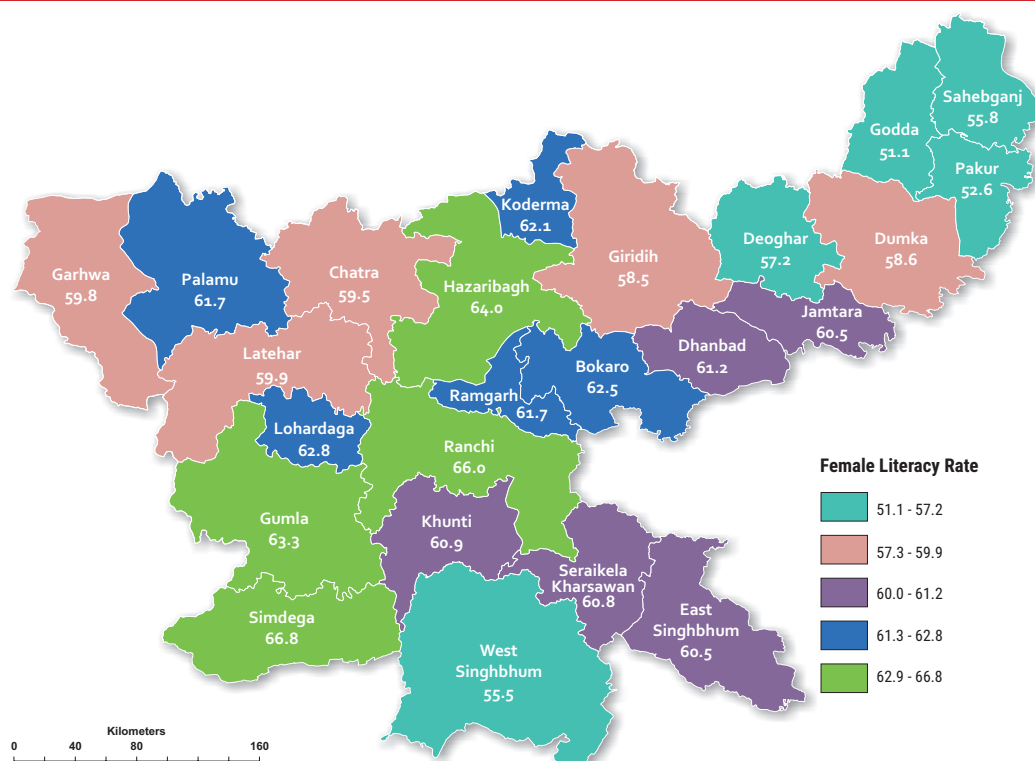 Sahebganj
55.8
Godda
51.1
Pakur
52.6
Koderma
62.1
Giridih
58.5
Deoghar
57.2
Dumka
58.6
Garhwa
59.8
Palamu
61.7
Chatra
59.5
Hazaribagh
64.0
Jamtara
60.5
Latehar
59.9
Dhanbad
61.2
Bokaro
62.5
Ramgarh
61.7
Lohardaga
62.8
Ranchi
66.0
Gumla
63.3
Khunti
60.9
Seraikela
Kharsawan
60.8
East
Singhbhum
60.5
Simdega
66.8
West
Singhbhum
55.5
Female Literacy Rate
51.1 - 57.2
57.3 - 59.9
60.0 - 61.2
61.3 - 62.8
62.9 - 66.8
Kilometers
0 40 80 160